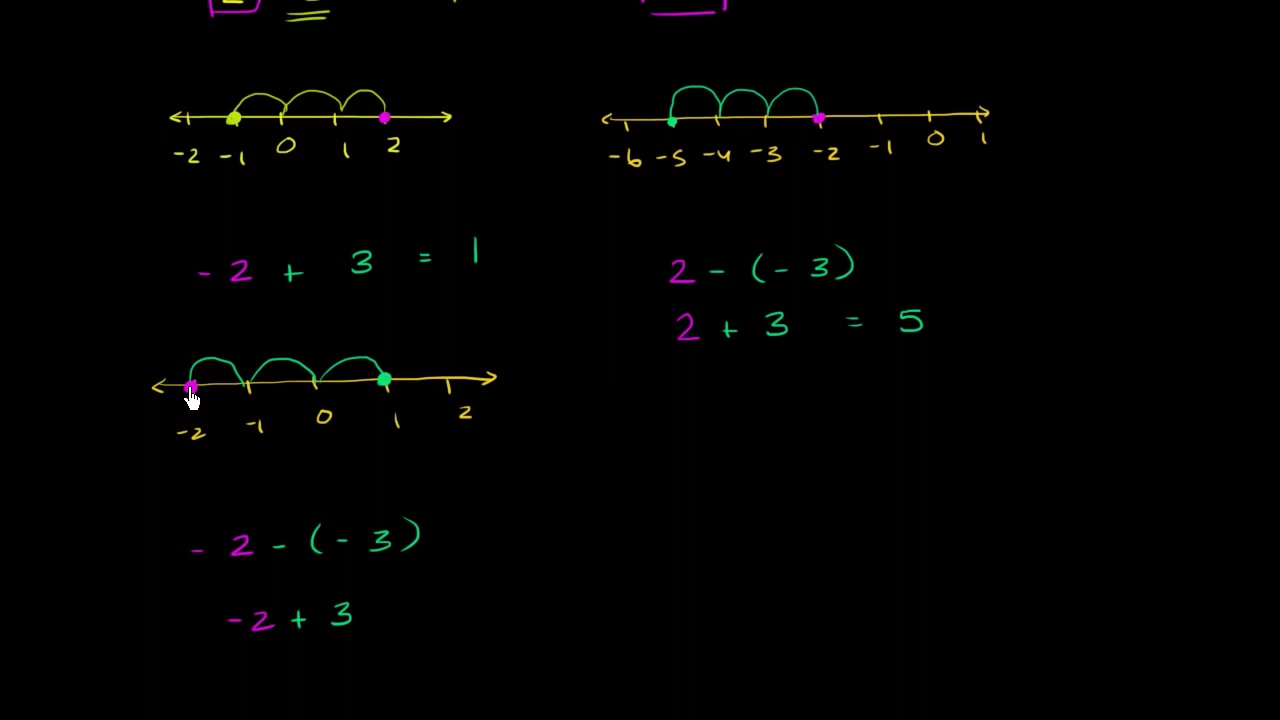 -2 -1 0 1 2
-6 -5 -4 -3 -2 -1 0 1
-2 + 3 = 1
2 - (-3)
2 + 3 = 5
-2 -1 0 1 2
-2 - (-3)
-2 + 3